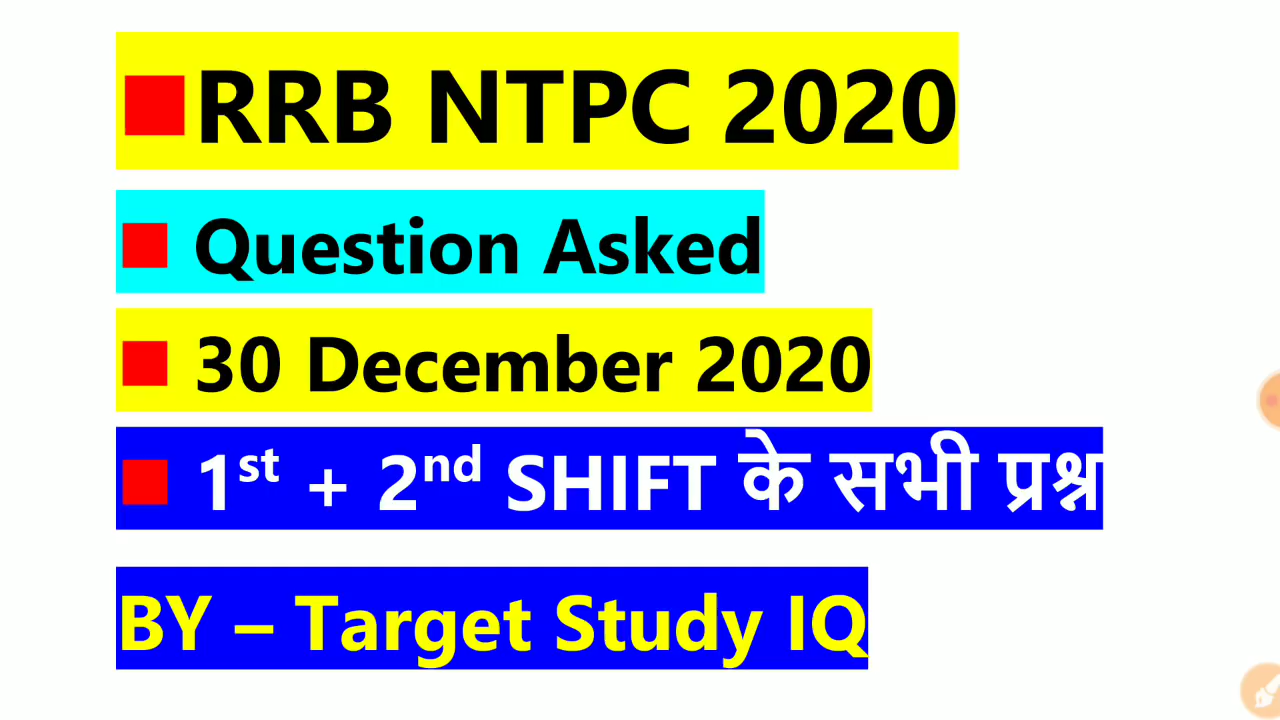 RRB NTPC 2020
Question Asked
30 December 2020
1st + 2nd SHIFT के सभी प्रश्न
BY – Target Study IQ